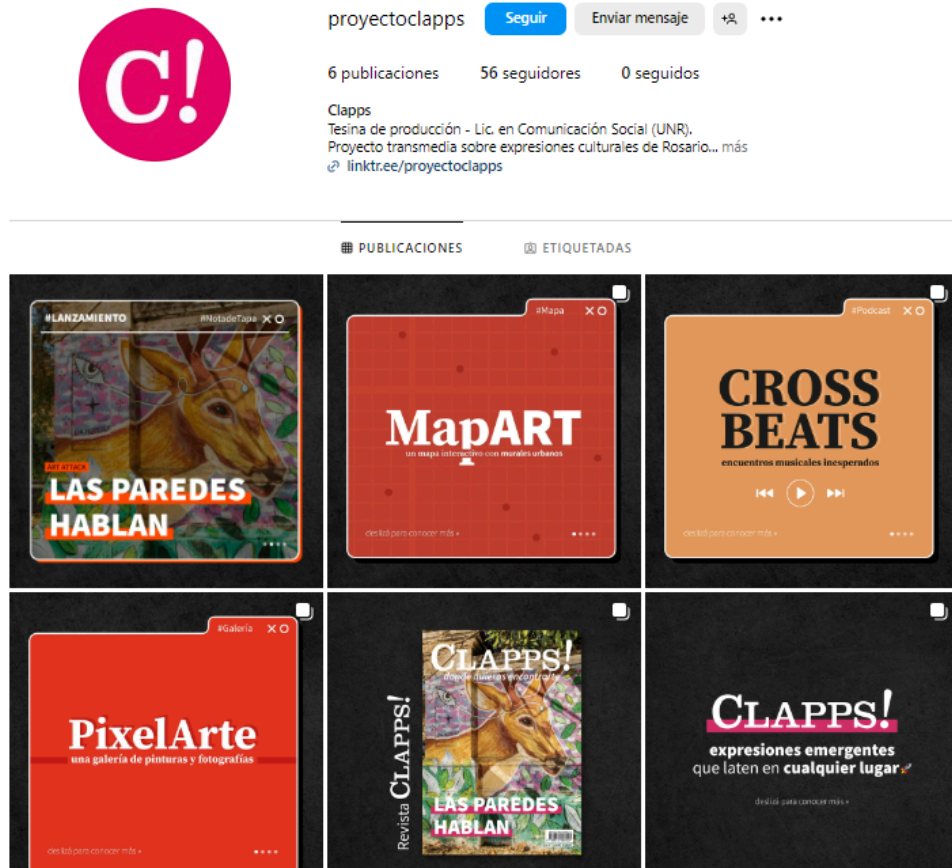 C!
proyectoclapps Seguir Enviar mensaje
6 publicaciones 56 seguidores 0 seguidos
Clapps
Tesina de producción - Lic. en Comunicación Social (UNR).
Proyecto transmedia sobre expresiones culturales de Rosario... más
linktr.ee/proyectoclapps
PUBLICACIONES ETIQUETADAS
#LANZAMIENTO #NotadeTapa
ART ATTACK
LAS PAREDES
HABLAN
#Mapa
MapART
un mapa interactivo con murales urbanos
deslizá para conocer más »
#Podcast
CROSS
BEATS
encuentros musicales inesperados
deslizá para conocer más »
#Galería
PixelArte
una galería de pinturas y fotografías
deslizá para conocer más »
Revista CLAPPS!
CLAPPS!
donde quieras encontrarte
LAS PAREDES
HABLAN
CLAPPS!
expresiones emergentes
que laten en cualquier lugar
deslizá para conocer más »